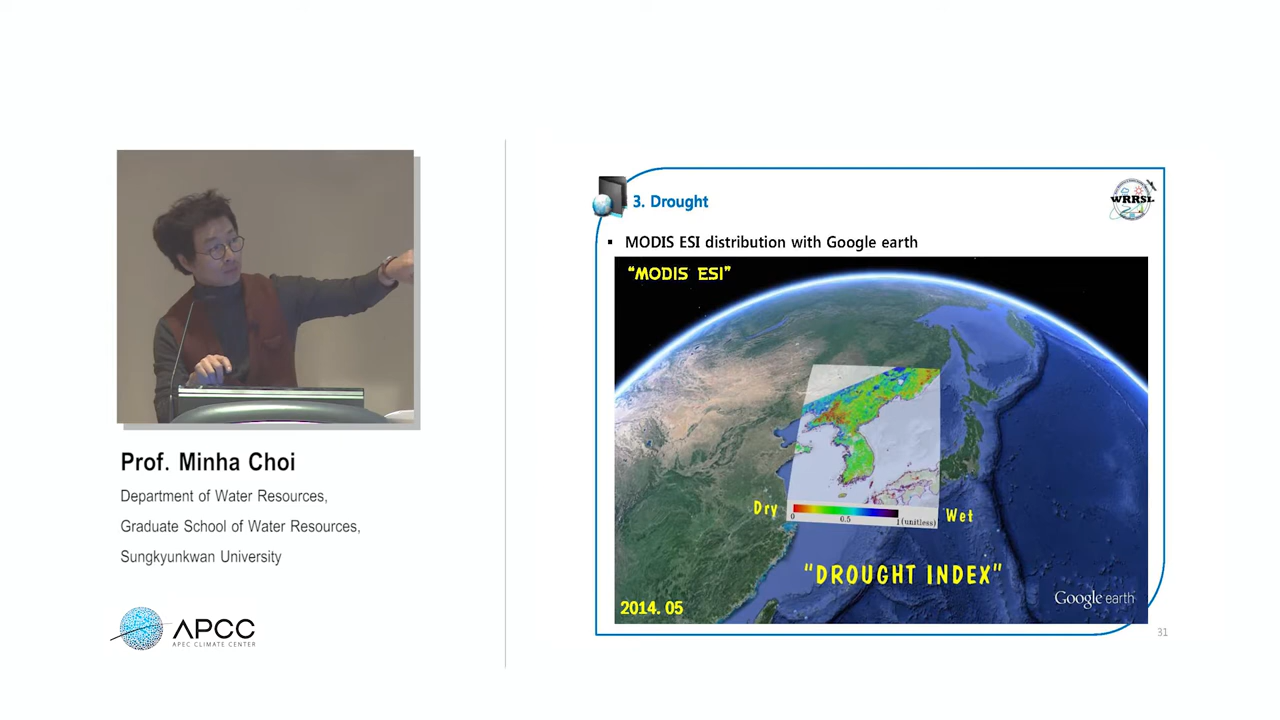 Prof. Minha Choi
Department of Water Resources,
Graduate School of Water Resources,
Sungkyunkwan University
APCC
APEC CLIMATE CENTER
3. Drought
WRRSL
▪ MODIS ESI distribution with Google earth
"MODIS ESI"
Dry
0
0.5
1 (unitless)
Wet
"DROUGHT INDEX"
2014. 05
Google earth
31